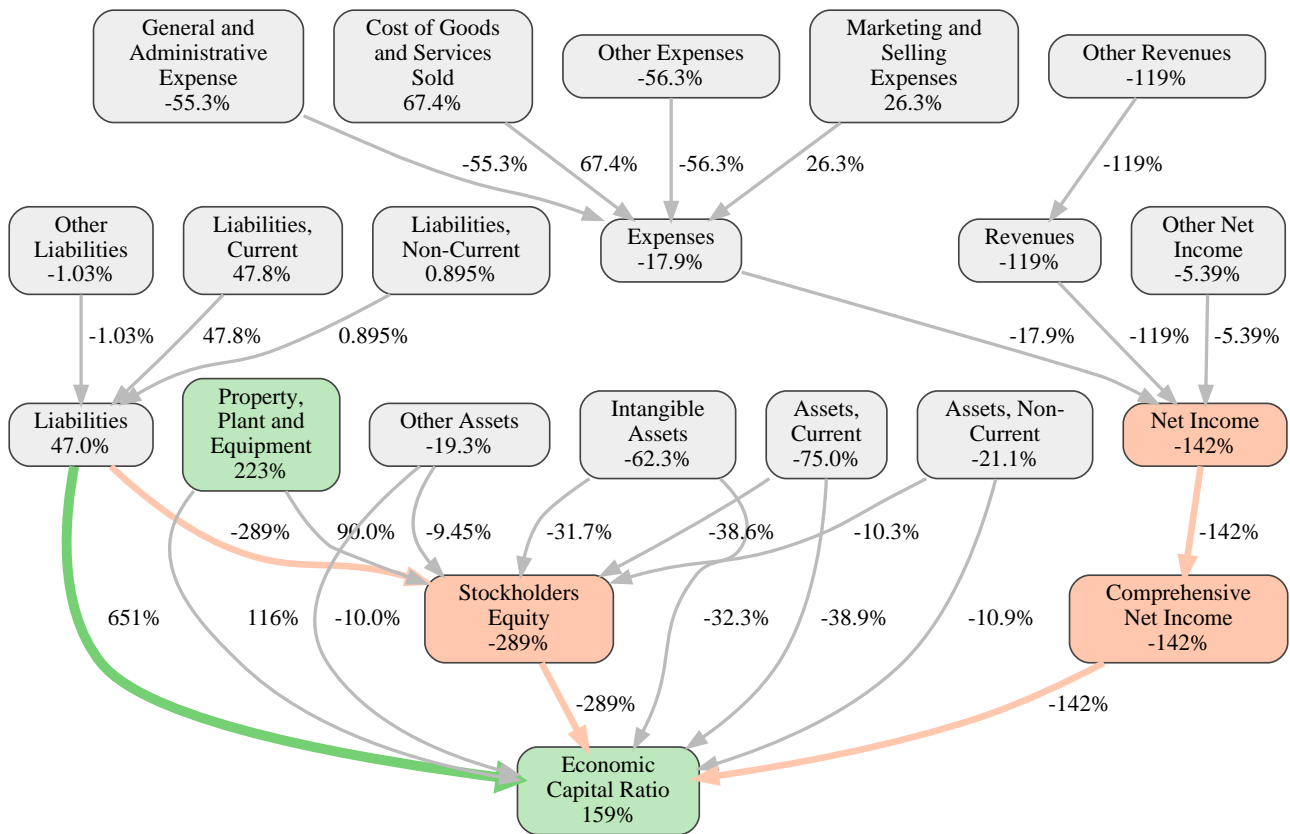 General and
Administrative
Expense
-55.3%
Cost of Goods
and Services
Sold
67.4%
Other Expenses
-56.3%
Marketing and
Selling
Expenses
26.3%
Other Revenues
-119%
-55.3%
67.4%
-56.3%
26.3%
-119%
Other
Liabilities
-1.03%
Liabilities,
Current
47.8%
Liabilities,
Non-Current
0.895%
Expenses
-17.9%
Revenues
-119%
Other Net
Income
-5.39%
-1.03%
47.8%
0.895%
-17.9%
-119%
-5.39%
Liabilities
47.0%
Property,
Plant and
Equipment
223%
Other Assets
-19.3%
Intangible
Assets
-62.3%
Assets,
Current
-75.0%
Assets, Non-
Current
-21.1%
Net Income
-142%
-289%
90.0%
-9.45%
-31.7%
-38.6%
-10.3%
-142%
Stockholders
Equity
-289%
Comprehensive
Net Income
-142%
651%
116%
-10.0%
-32.3%
-38.9%
-10.9%
-289%
-142%
Economic
Capital Ratio
159%